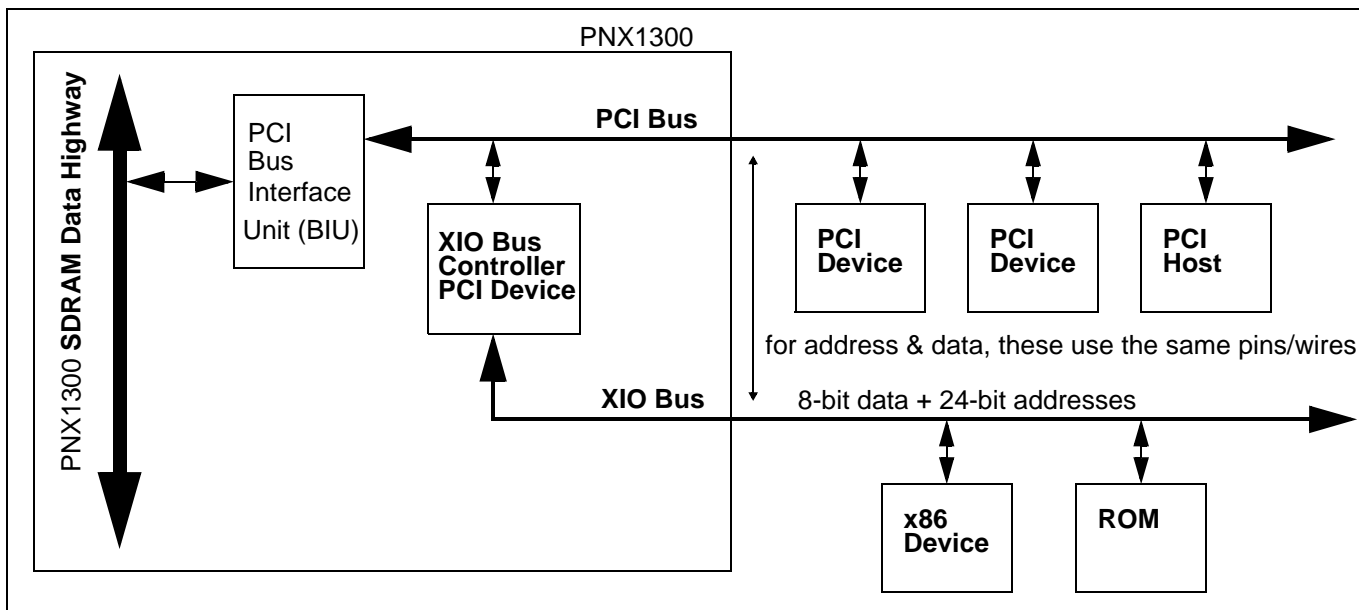 PNX1300
PNX1300 SDRAM Data Highway
PCI
Bus
Interface
Unit (BIU)
PCI Bus
XIO Bus
Controller
PCI Device
PCI
Device
PCI
Device
PCI
Host
for address & data, these use the same pins/wires
XIO Bus
8-bit data + 24-bit addresses
x86
Device
ROM